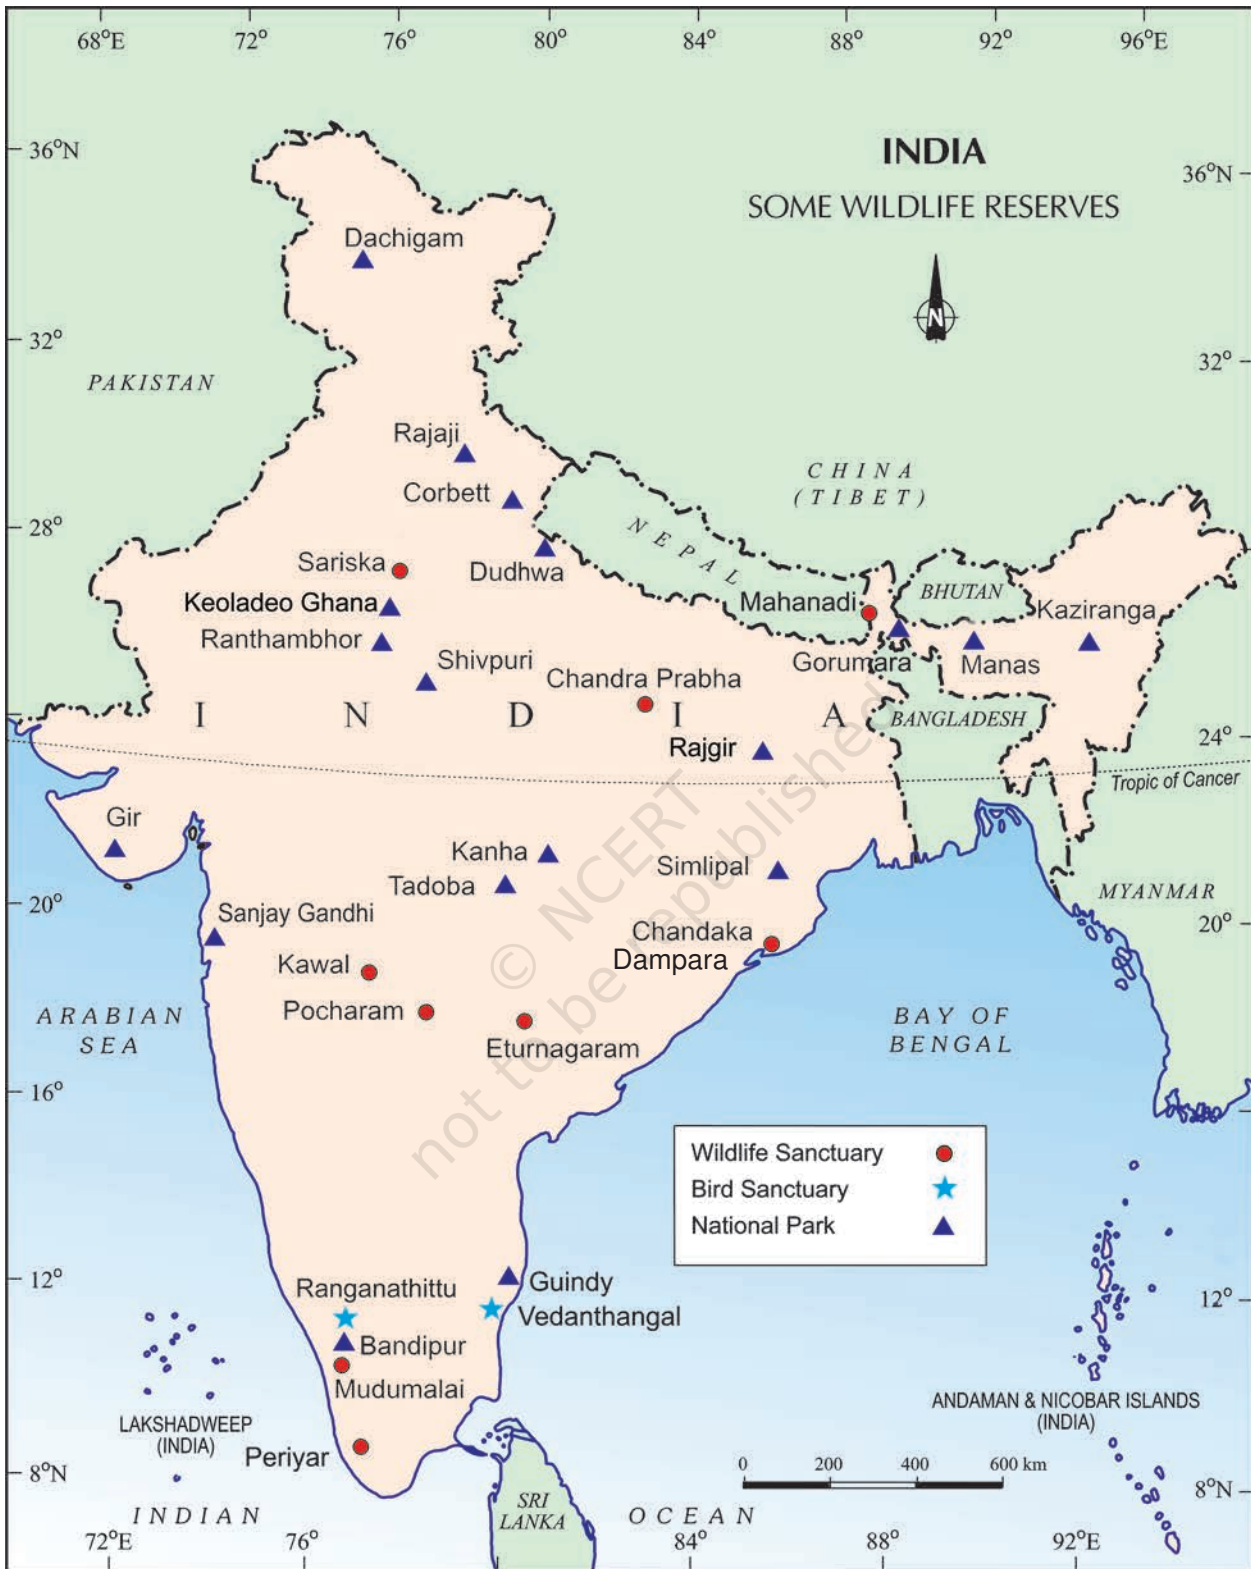 68°E 72° 76° 80° 84° 88° 92° 96°E
36°N
INDIA
36°N
SOME WILDLIFE RESERVES
Dachigam
N
32°
32°
PAKISTAN
Rajaji
CHINA
(TIBET)
Corbett
28°
NEPAL
Sariska
Dudhwa
BHUTAN
Keoladeo Ghana
Mahanadi
Kaziranga
Ranthambhor
Shivpuri
Gorumara
Manas
Chandra Prabha
INDIA
BANGLADESH
Rajgir
24°
Tropic of Cancer
Gir
Kanha
Simlipal
Tadoba
MYANMAR
20°
20°
Sanjay Gandhi
Chandaka
Dampara
Kawal
Pocharam
ARABIAN
SEA
BAY OF
BENGAL
Eturnagaram
© NCERT
not to be republished
16°
Wildlife Sanctuary
Bird Sanctuary
National Park
12°
12°
Ranganathittu
Guindy
Vedanthangal
Bandipur
Mudumalai
LAKSHADWEEP
(INDIA)
ANDAMAN & NICOBAR ISLANDS
(INDIA)
Periyar
0 200 400 600 km
8°N
8°N
INDIAN
SRI
LANKA
OCEAN
72°E 76° 84° 88° 92°E